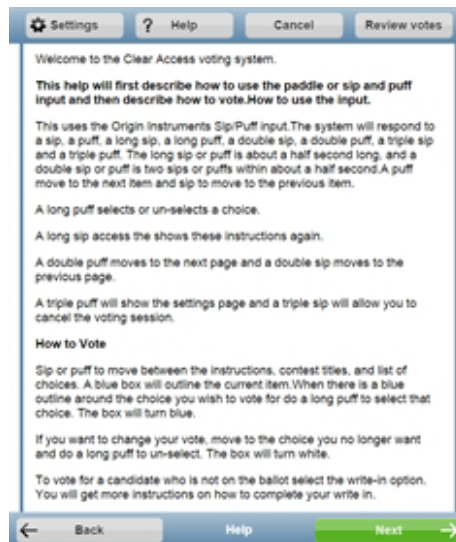 Settings ? Help Cancel Review votes
Welcome to the Clear Access voting system.
This help will first describe how to use the paddle or sip and puff
input and then describe how to vote.How to use the
input.
This uses the Origin Instruments Sip/Puff input.The system will respond to
a sip, a puff, a long sip, a long puff, a double sip, a double puff, a triple sip
and a triple puff. The long sip or puff is about a half second long, and a
double sip or puff is two sips or puffs within about a half second.A puff
move to the next item and sip to move to the previous item.
A long puff selects or un-selects a choice.
A long sip access the shows these instructions again.
A double puff moves to the next page and a double sip moves to the
previous page.
A triple puff will show the settings page and a triple sip will allow you to
cancel the voting session.
How to Vote
Sip or puff to move between the instructions, contest titles, and list of
choices. A blue box will outline the current item.When there is a blue
outline around the choice you wish to vote for do a long puff to select that
choice. The box will turn blue.
If you want to change your vote, move to the choice you no longer want
and do a long puff to un-select. The box will turn white.
To vote for a candidate who is not on the ballot select the write-in option.
You will get more instructions on how to complete your write in.
Back Help Next